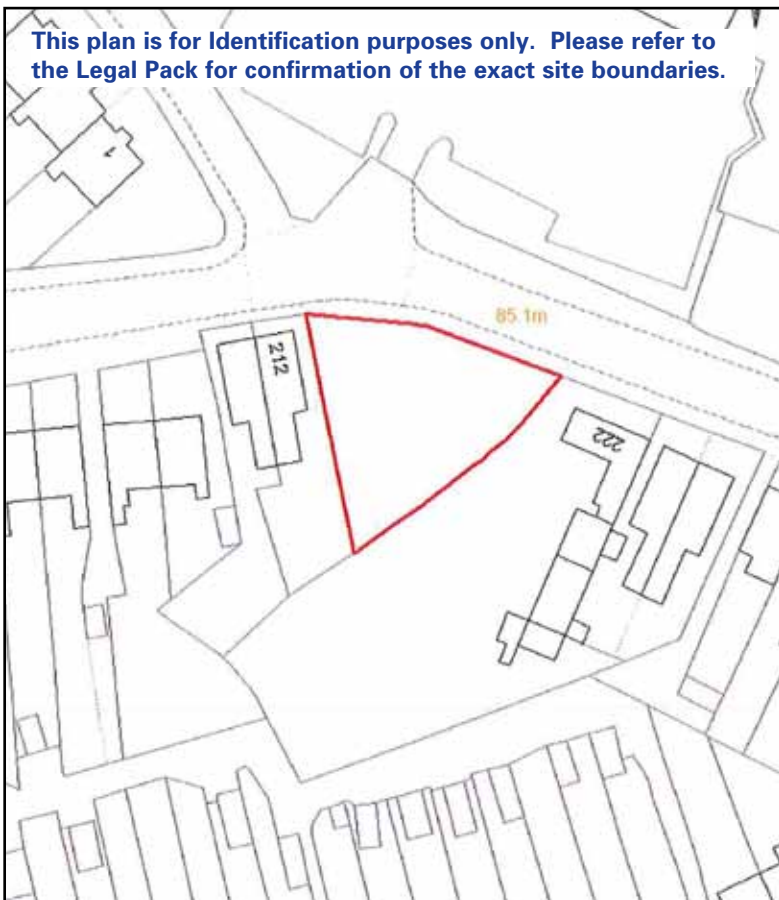 This plan is for Identification purposes only. Please refer to
the Legal Pack for confirmation of the exact site boundaries.
1
85.1m
212
222